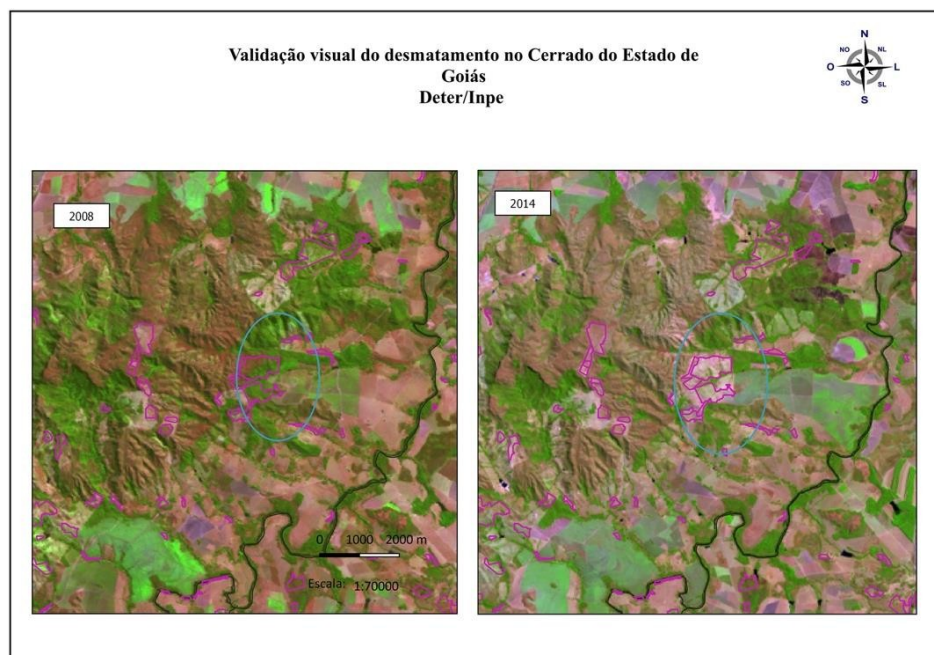 Validação visual do desmatamento no Cerrado do Estado de
Goiás
Deter/Inpe
N
NO NL
O L
SO SL
S
2008
2014
0 1000 2000 m
Escala: 1:70000